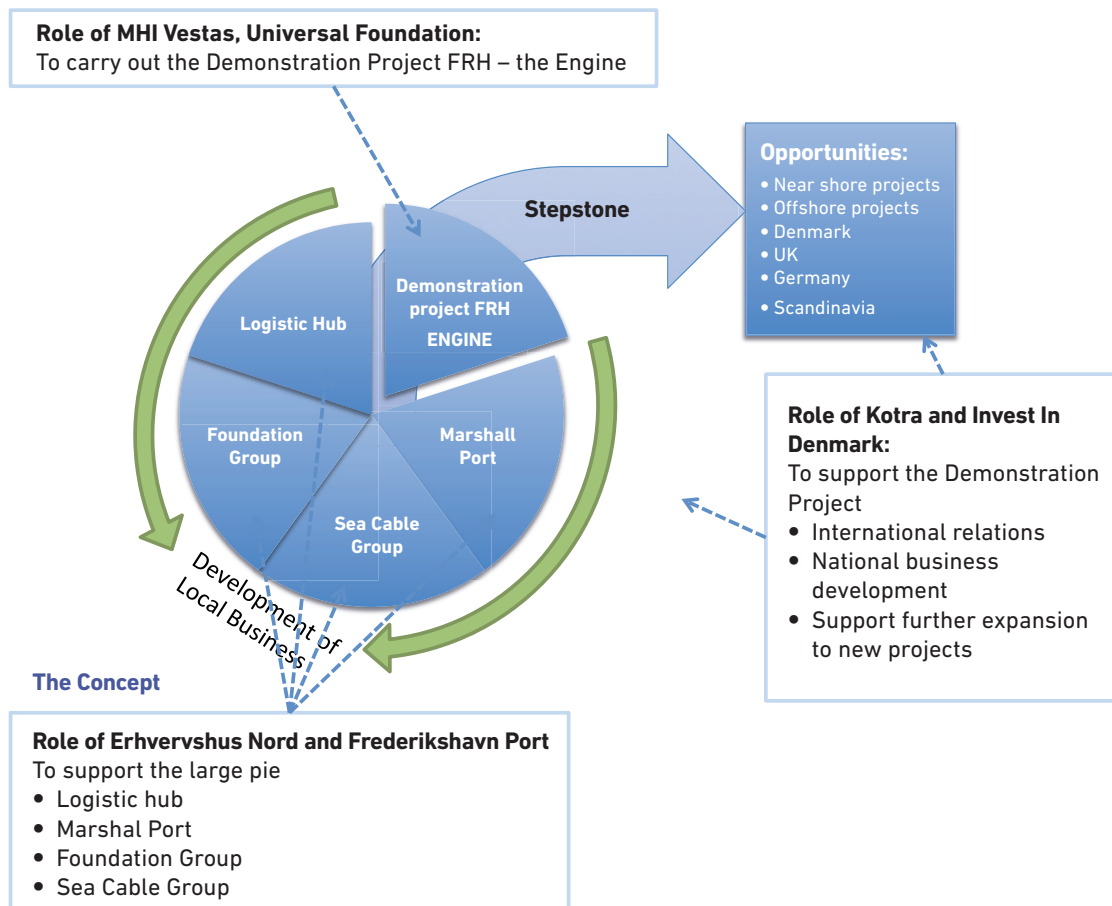 Role of MHI Vestas, Universal Foundation:
To carry out the Demonstration Project FRH – the Engine
Stepstone
Opportunities:
• Near shore projects
• Offshore projects
• Denmark
• UK
• Germany
• Scandinavia
Logistic Hub
Demonstration
project FRH
ENGINE
Foundation
Group
Marshall
Port
Sea Cable
Group
Development of
Local Business
Role of Kotra and Invest In
Denmark:
To support the Demonstration
Project
• International relations
• National business
development
• Support further expansion
to new projects
The Concept
Role of Erhvervshus Nord and Frederikshavn Port
To support the large pie
• Logistic hub
• Marshal Port
• Foundation Group
• Sea Cable Group